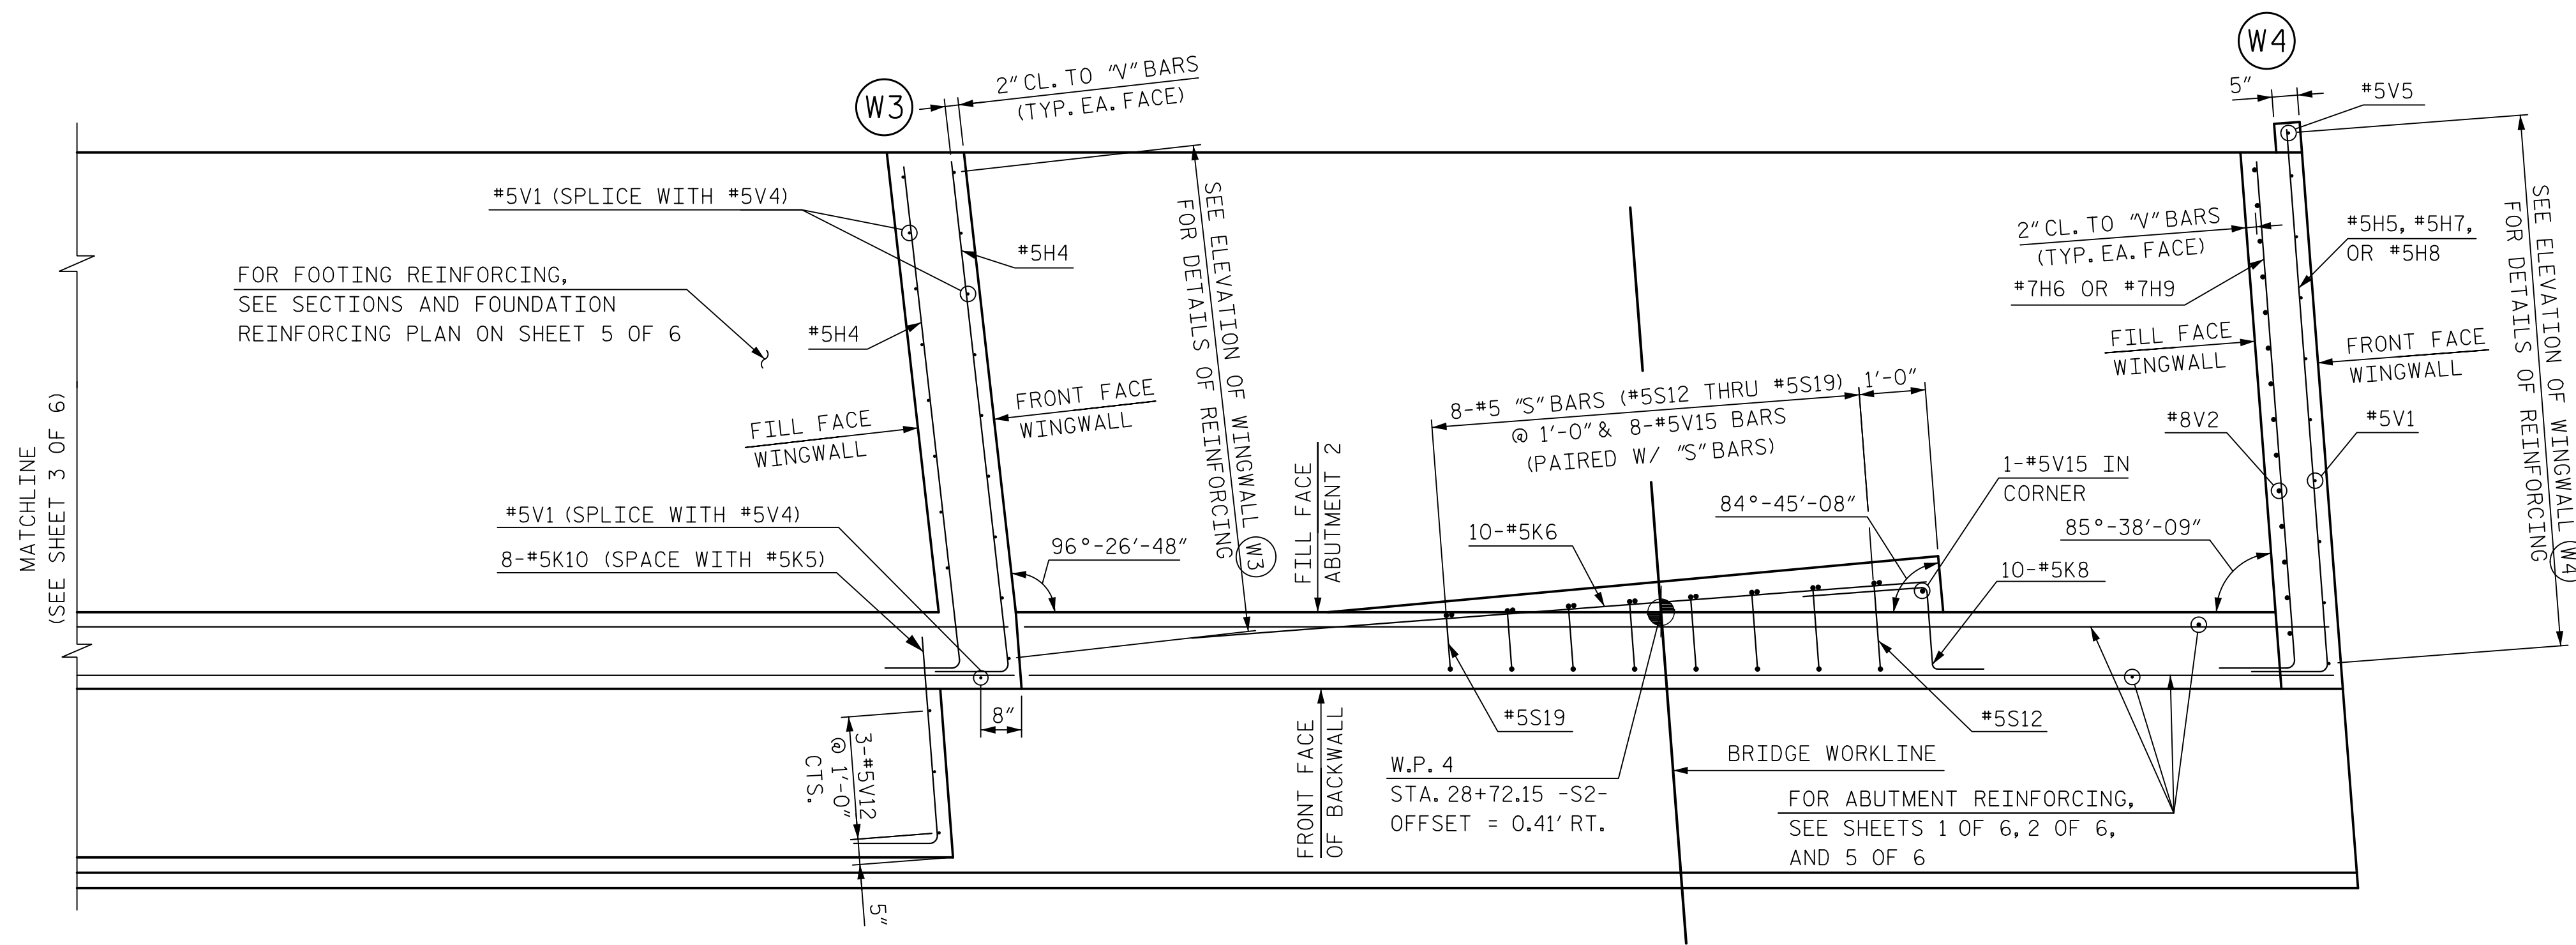 W3
2" CL. TO "V" BARS
(TYP. EA. FACE)
W4
5"
#5V5
#5V1 (SPLICE WITH #5V4)
#5H4
FOR FOOTING REINFORCING,
SEE SECTIONS AND FOUNDATION
REINFORCING PLAN ON SHEET 5 OF 6
#5H4
FILL FACE
WINGWALL
FRONT FACE
WINGWALL
SEE ELEVATION OF WINGWALL W3
FOR DETAILS OF REINFORCING
2" CL. TO "V" BARS
(TYP. EA. FACE)
#7H6 OR #7H9
#5H5, #5H7,
OR #5H8
FILL FACE
WINGWALL
FRONT FACE
WINGWALL
SEE ELEVATION OF WINGWALL W4
FOR DETAILS OF REINFORCING
MATCHLINE
(SEE SHEET 3 OF 6)
#5V1 (SPLICE WITH #5V4)
8-#5K10 (SPACE WITH #5K5)
96°-26'-48"
FILL FACE
ABUTMENT 2
8-#5 "S" BARS (#5S12 THRU #5S19)
@ 1'-0" & 8-#5V15 BARS
(PAIRED W/ "S" BARS)
1'-0"
10-#5K6
84°-45'-08"
1-#5V15 IN
CORNER
10-#5K8
#8V2
#5V1
85°-38'-09"
8"
3-#5V12
@ 1'-0"
CTS.
5"
FRONT FACE
OF BACKWALL
#5S19
#5S12
W.P. 4
STA. 28+72.15 -S2-
OFFSET = 0.41' RT.
BRIDGE WORKLINE
FOR ABUTMENT REINFORCING,
SEE SHEETS 1 OF 6, 2 OF 6,
AND 5 OF 6